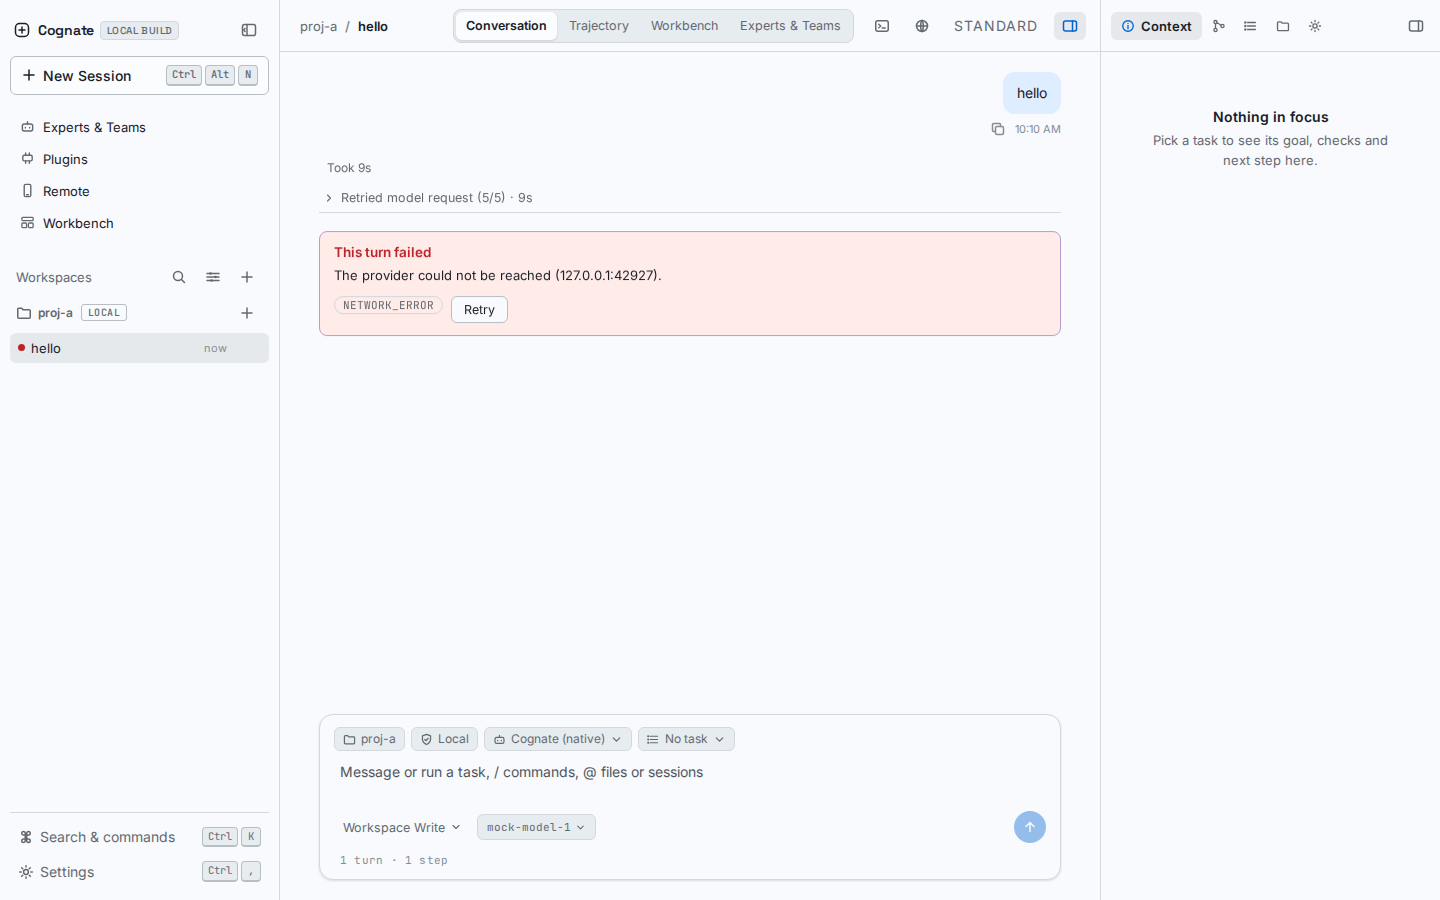 Cognate LOCAL BUILD
New Session Ctrl Alt N
Experts & Teams
Plugins
Remote
Workbench
Workspaces
proj-a LOCAL
hello now
Search & commands Ctrl K
Settings Ctrl ,
proj-a / hello
Conversation Trajectory Workbench Experts & Teams STANDARD
hello
10:10 AM
Took 9s
Retried model request (5/5) · 9s
This turn failed
The provider could not be reached (127.0.0.1:42927).
NETWORK_ERROR Retry
proj-a Local Cognate (native) No task
Message or run a task, / commands, @ files or sessions
Workspace Write mock-model-1
1 turn · 1 step
Context
Nothing in focus
Pick a task to see its goal, checks and
next step here.